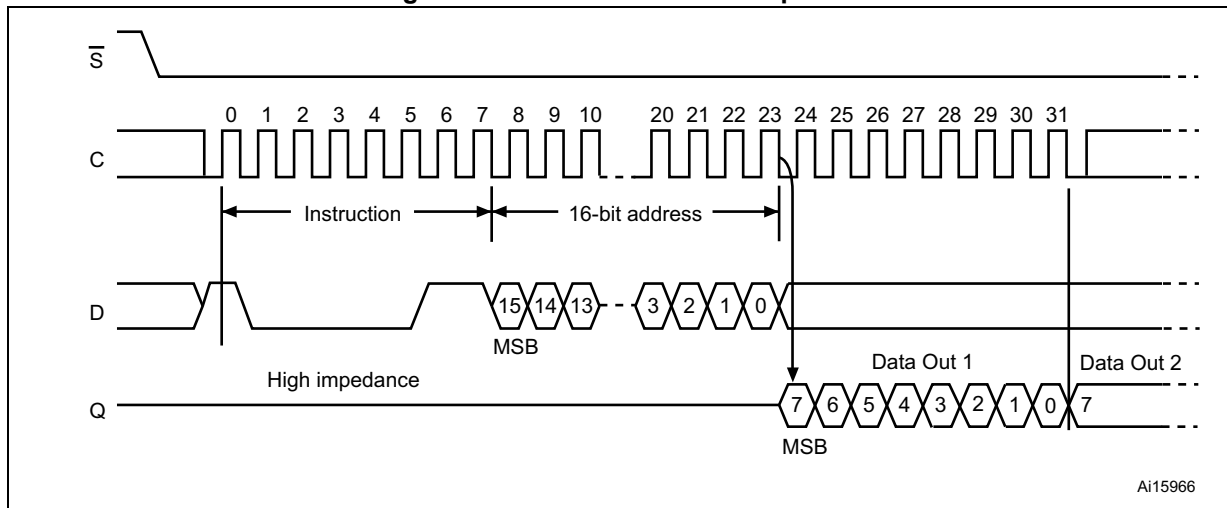 S
0 1 2 3 4 5 6 7 8 9 10 20 21 22 23 24 25 26 27 28 29 30 31
C
Instruction 16-bit address
D
15 14 13 3 2 1 0
MSB
High impedance
Data Out 1 Data Out 2
Q
7 6 5 4 3 2 1 0 7
MSB
Ai15966